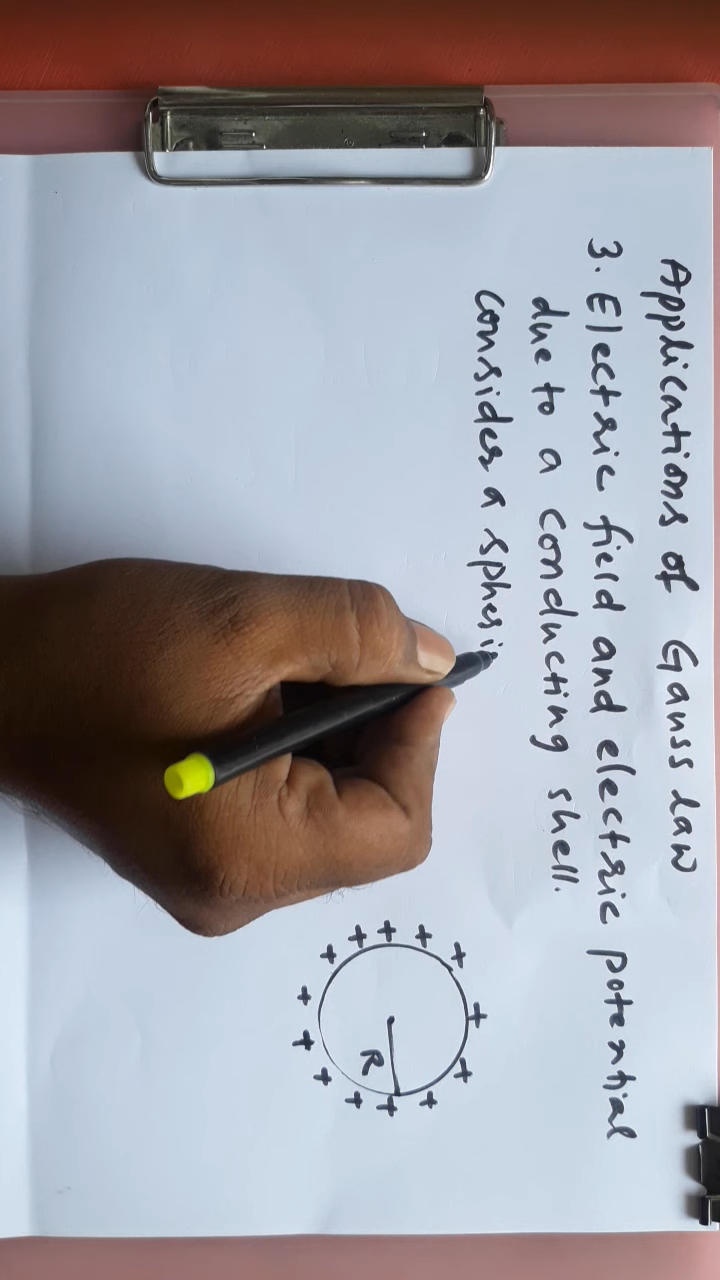 Applications of Gauss law
3. Electric field and electric potential
due to a conducting shell.
Consider a spheri
R